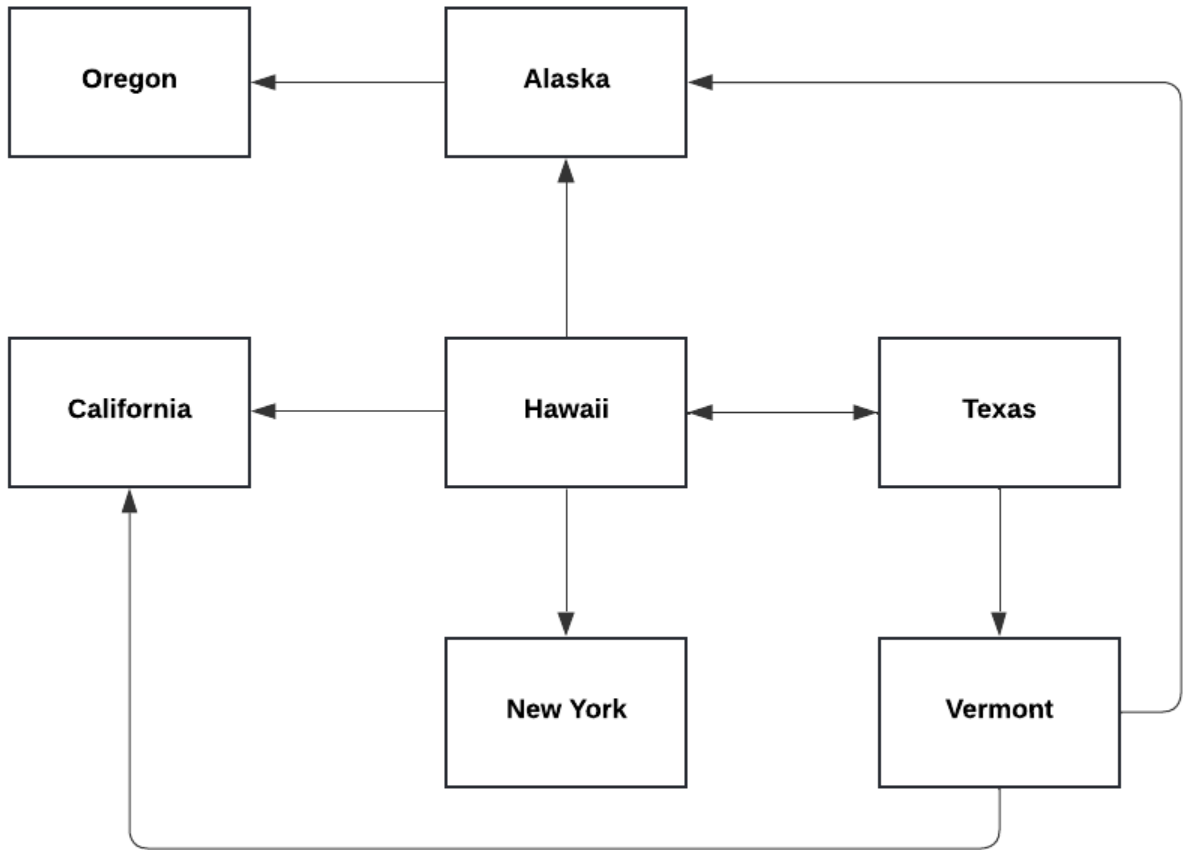 Oregon
Alaska
California
Hawaii
Texas
New York
Vermont